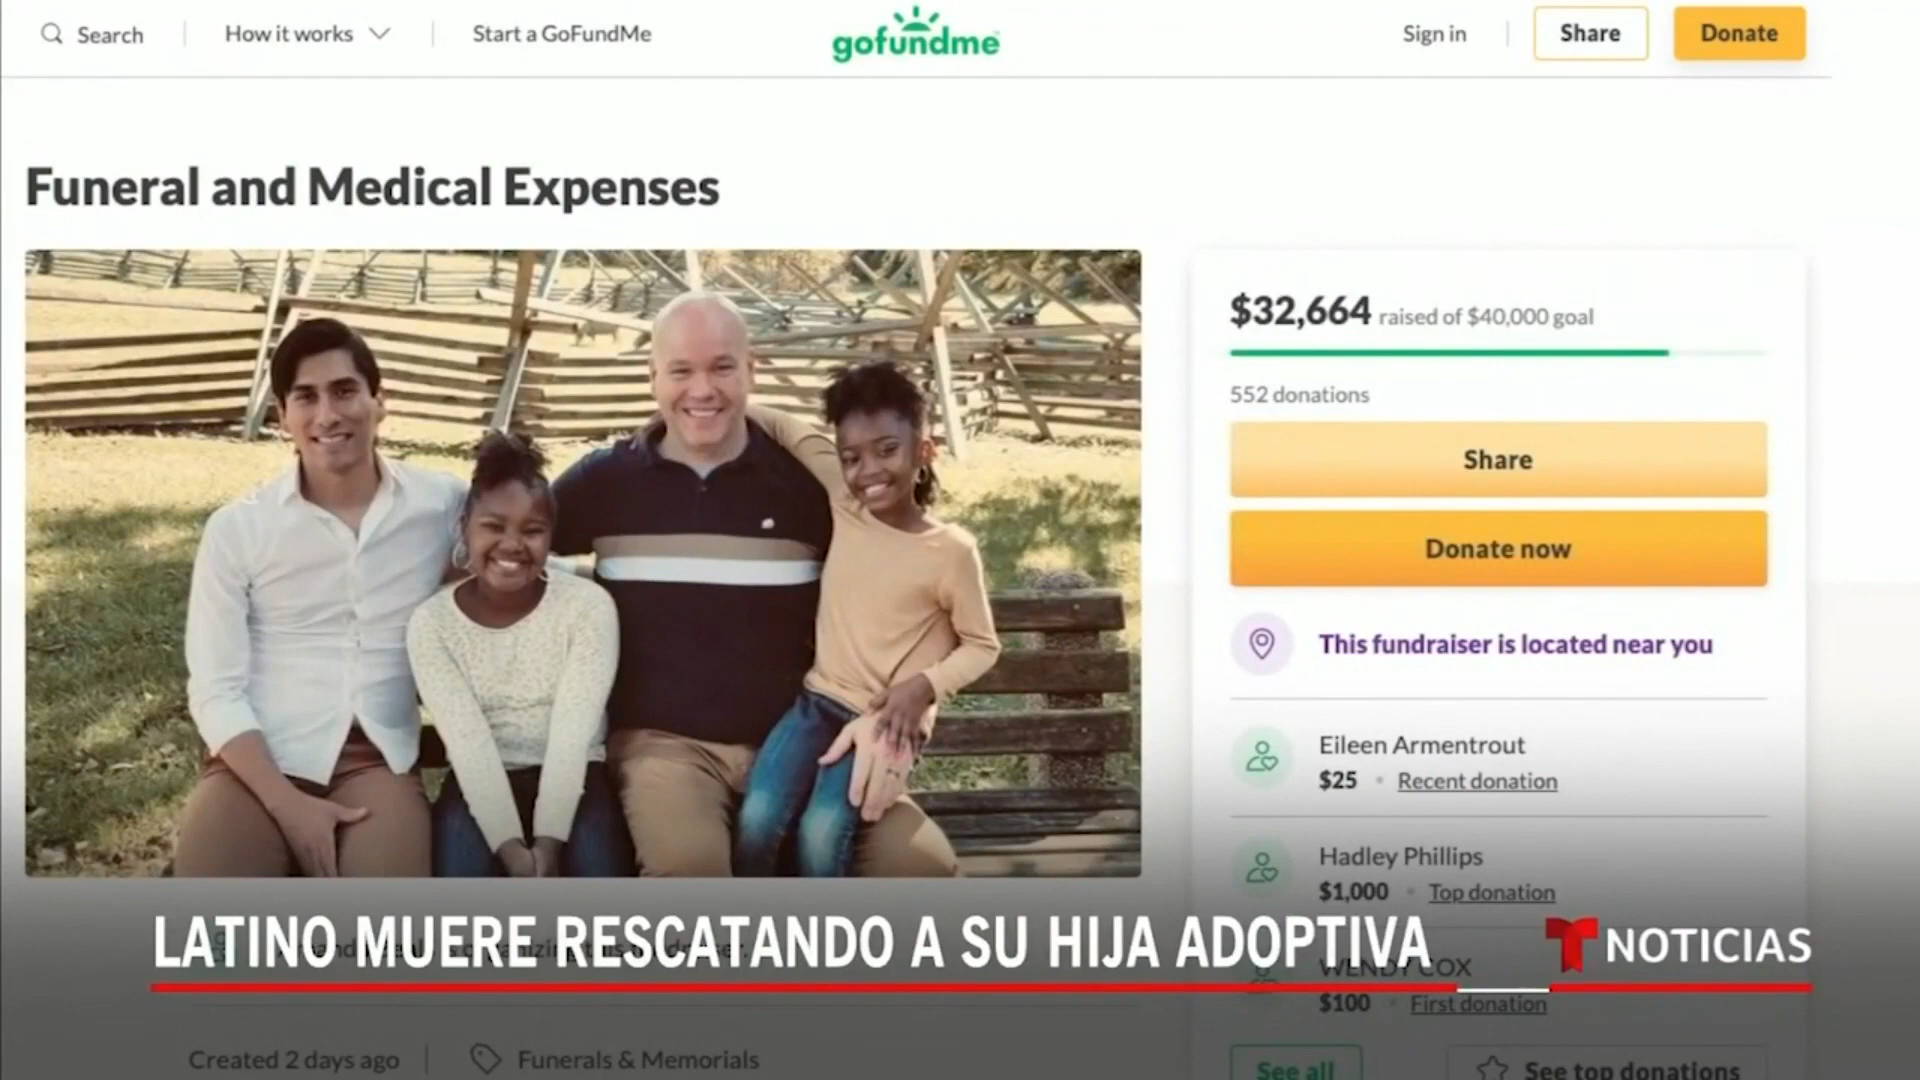 Search
How it works
Start a GoFundMe
gofundme
Sign in
Share
Donate
Funeral and Medical Expenses
$32,664 raised of $40,000 goal
552 donations
Share
Donate now
This fundraiser is located near you
Eileen Armentrout
$25 • Recent donation
Hadley Phillips
$1,000 • Top donation
LATINO MUERE RESCATANDO A SU HIJA ADOPTIVA
NOTICIAS
WENDY COX
$100 • First donation
Created 2 days ago
Funerals & Memorials
See all
See top donations